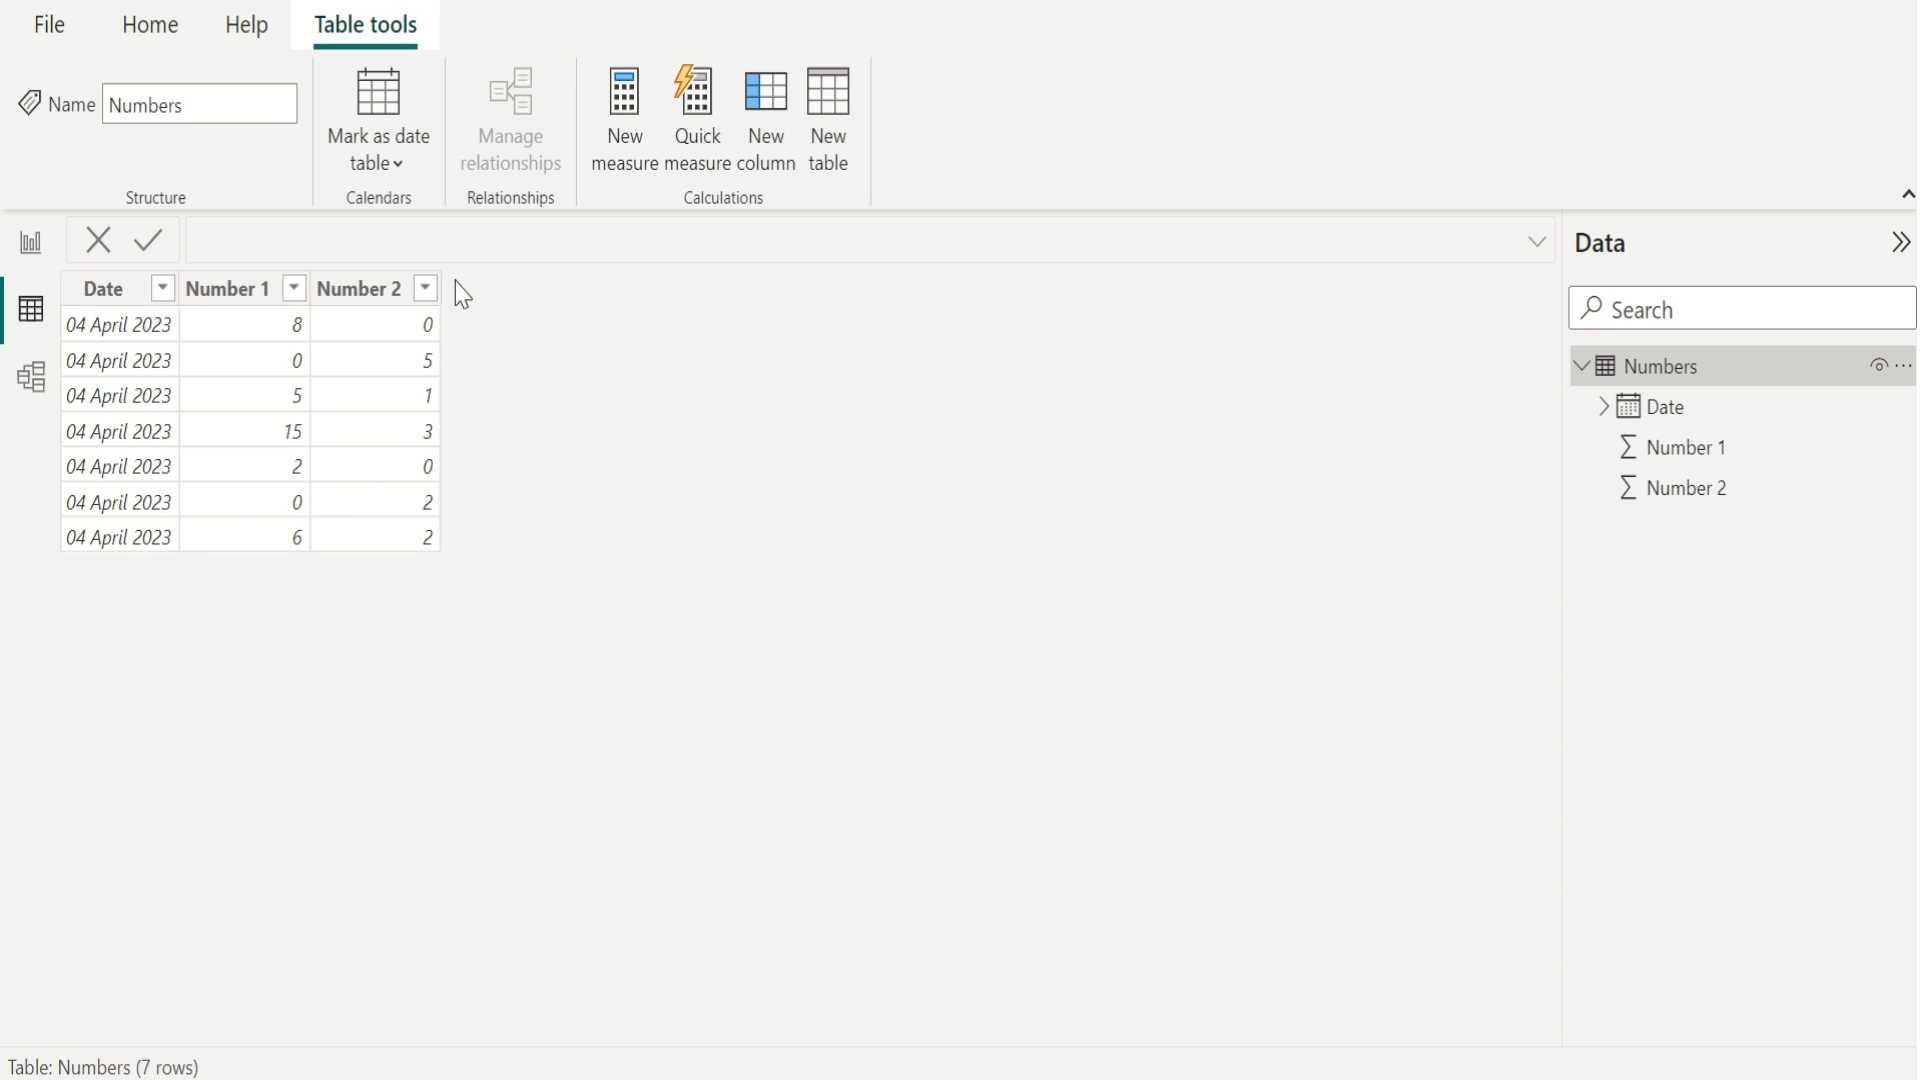 File Home Help Table tools
Name Numbers
Mark as date table
Manage relationships
New measure
Quick measure
New column
New table
Structure Calendars Relationships Calculations
Data
Search
Date Number 1 Number 2
04 April 2023 8 0
04 April 2023 0 5
04 April 2023 5 1
04 April 2023 15 3
04 April 2023 2 0
04 April 2023 0 2
04 April 2023 6 2
Numbers
Date
Number 1
Number 2
Table: Numbers (7 rows)